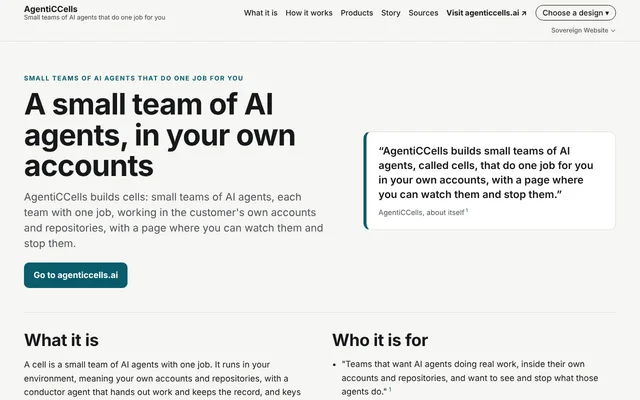 AgentiCCells
Small teams of AI agents that do one job for you
What it is How it works Products Story Sources Visit agenticcells.ai ↗ Choose a design ▾
Sovereign Website ⌵
SMALL TEAMS OF AI AGENTS THAT DO ONE JOB FOR YOU
A small team of AI
agents, in your own
accounts
AgentiCCells builds cells: small teams of AI agents, each
team with one job, working in the customer's own accounts
and repositories, with a page where you can watch them and
stop them.
Go to agenticcells.ai
“AgentiCCells builds small teams of AI
agents, called cells, that do one job for you
in your own accounts, with a page where
you can watch them and stop them.”
AgentiCCells, about itself 1
What it is
A cell is a small team of AI agents with one job. It runs in your
environment, meaning your own accounts and repositories, with a
conductor agent that hands out work and keeps the record, and keys
Who it is for
• "Teams that want AI agents doing real work, inside their own
accounts and repositories, and want to see and stop what those
agents do." 1